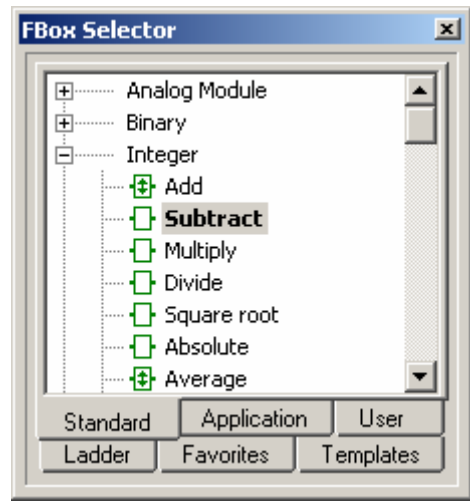 FBox Selector
Analog Module
Binary
Integer
Add
Subtract
Multiply
Divide
Square root
Absolute
Average
Standard Application User
Ladder Favorites Templates